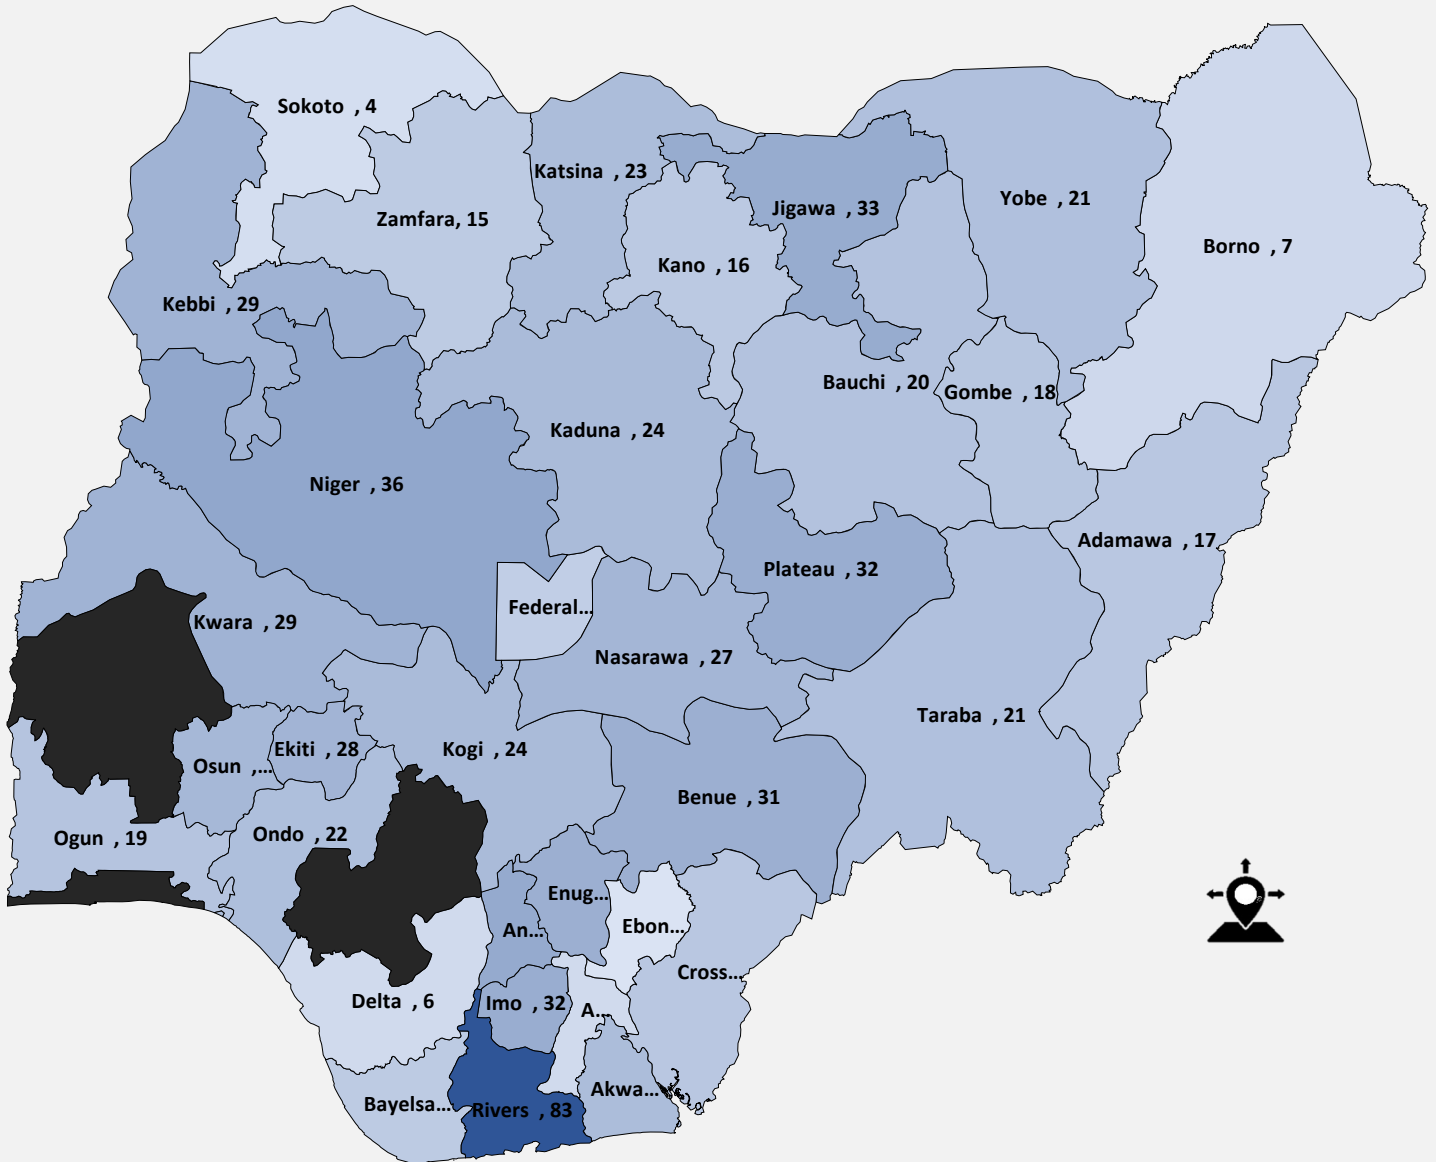 Sokoto , 4
Katsina , 23
Zamfara, 15
Jigawa , 33
Yobe , 21
Borno , 7
Kano , 16
Kebbi , 29
Bauchi , 20
Gombe , 18
Kaduna , 24
Niger , 36
Adamawa , 17
Plateau , 32
Federal...
Kwara , 29
Nasarawa , 27
Taraba , 21
Ekiti , 28
Kogi , 24
Osun ,...
Benue , 31
Ogun , 19
Ondo , 22
Enug...
An...
Ebon...
Cross...
Delta , 6
Imo , 32
A...
Akwa...
Bayelsa...
Rivers , 83